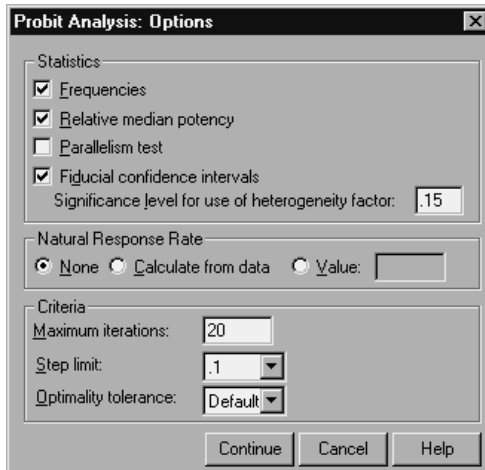 Probit Analysis: Options
Statistics
Frequencies
Relative median potency
Parallelism test
Fiducial confidence intervals
Significance level for use of heterogeneity factor: .15
Natural Response Rate
None Calculate from data Value:
Criteria
Maximum iterations: 20
Step limit: .1
Optimality tolerance: Default
Continue Cancel Help